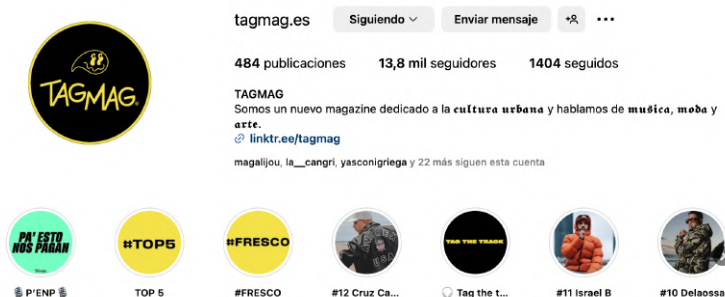 tagmag.es Siguiendo Enviar mensaje
484 publicaciones 13,8 mil seguidores 1404 seguidos
TAGMAG.
TAGMAG
Somos un nuevo magazine dedicado a la 𝖈𝖚𝖑𝖙𝖚𝖗𝖆 𝖚𝖗𝖇𝖆𝖓𝖆 y hablamos de 𝖒𝖚𝖘𝖎𝖈𝖆, 𝖒𝖔𝖉𝖆 y
𝖆𝖗𝖙𝖊.
linktr.ee/tagmag
magalijou, la__cangri, yasconigriega y 22 más siguen esta cuenta
PA' ESTO
NOS PAGAN
#TOP5
#FRESCO
USA
TAG THE TRACK
P'ENP TOP 5 #FRESCO #12 Cruz Ca... Tag the t... #11 Israel B #10 Delaossa